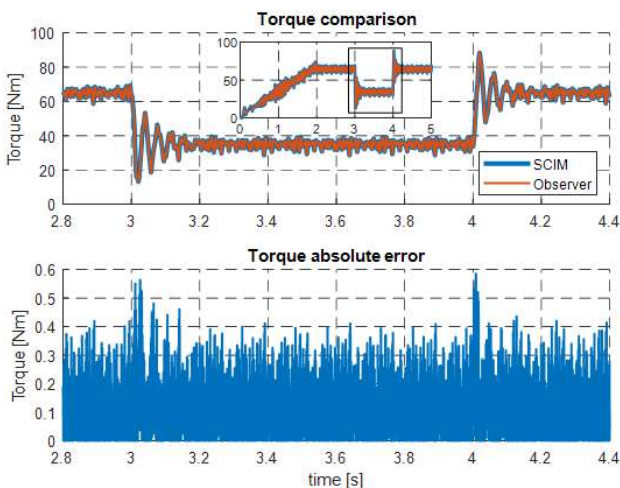 Torque comparison
Torque [Nm]
100
80
60
40
20
0
100
50
0
0 1 2 3 4 5
SCIM
Observer
2.8 3 3.2 3.4 3.6 3.8 4 4.2 4.4
Torque absolute error
Torque [Nm]
0.6
0.5
0.4
0.3
0.2
0.1
0
2.8 3 3.2 3.4 3.6 3.8 4 4.2 4.4
time [s]